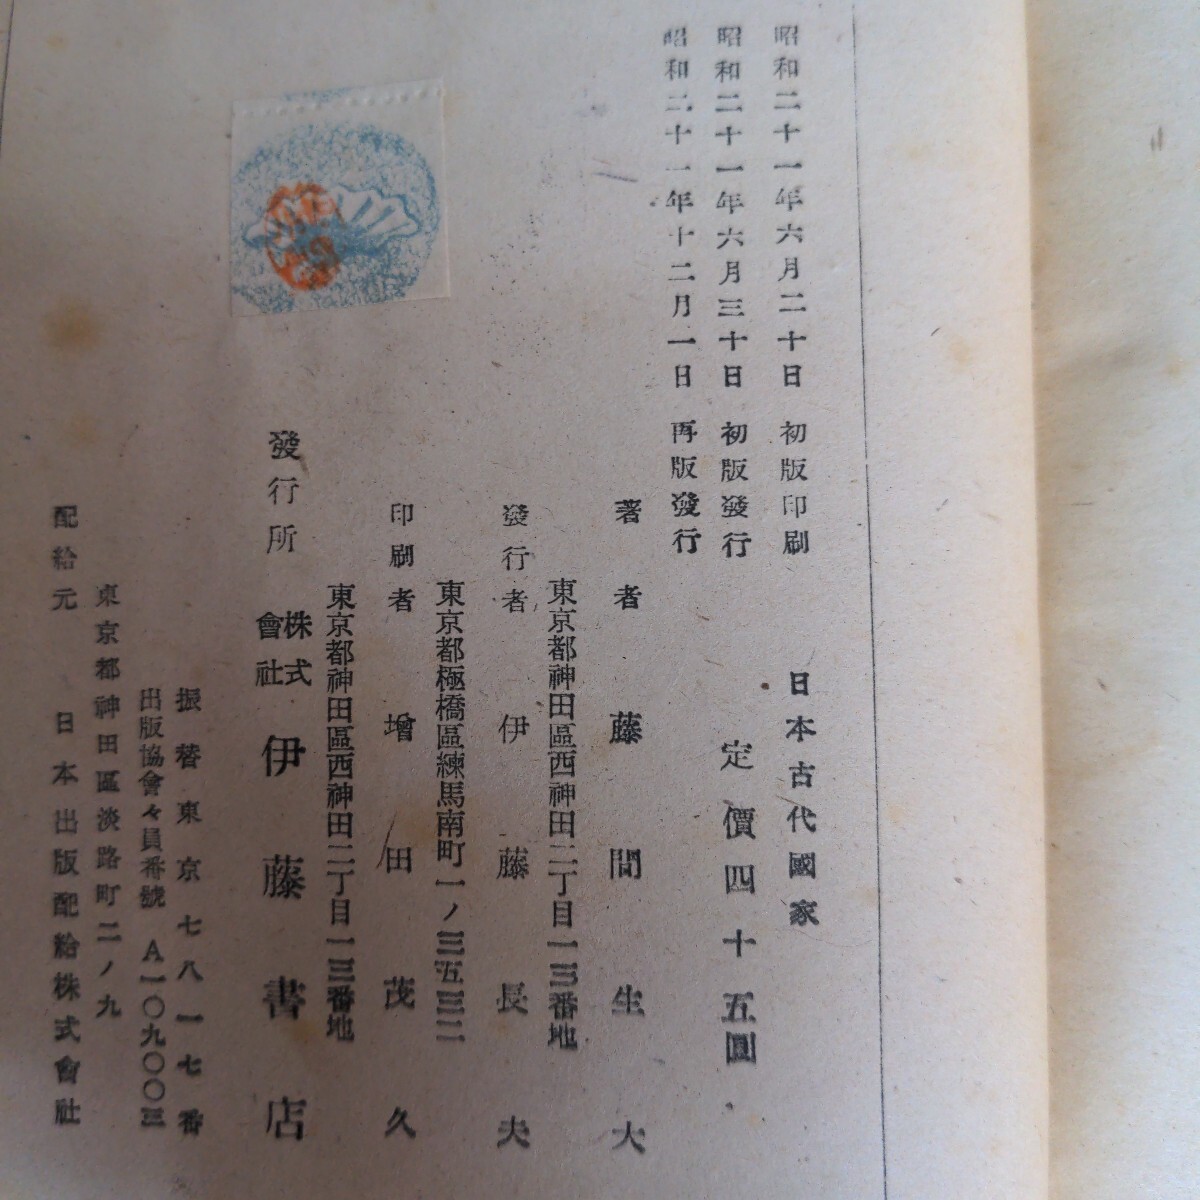 昭和二十一年六月二十日 初版印刷
昭和二十一年六月三十日 初版發行
昭和二十一年十二月一日 再版發行
日本古代國家
定價四十五圓
著者 藤間生大
東京都神田區西神田二丁目一三番地
發行者 伊藤長夫
東京都極橋區練馬南町一ノ三五三二
印刷者 增田茂久
東京都神田區西神田二丁目一三番地
發行所 株式會社 伊藤書店
振替東京七八一一七番
出版協會々員番號 A一〇九〇〇三
東京都神田區淡路町二ノ九
配給元 日本出版配給株式會社